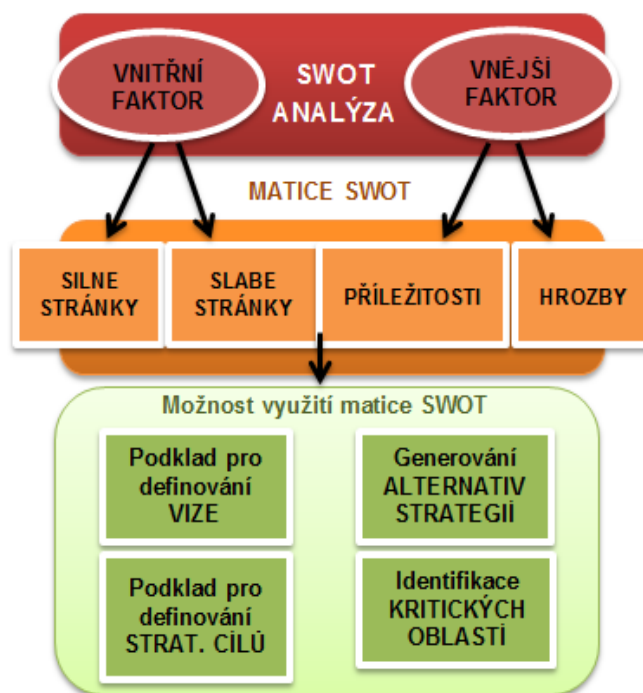 VNITŘNÍ
FAKTOR
SWOT
ANALÝZA
VNĚJŠÍ
FAKTOR
MATICE SWOT
SILNE
STRÁNKY
SLABE
STRÁNKY
PŘÍLEŽITOSTI
HROZBY
Možnost využití matice SWOT
Podklad pro
definování
VIZE
Generování
ALTERNATIV
STRATEGIÍ
Podklad pro
definování
STRAT. CÍLŮ
Identifikace
KRITICKÝCH
OBLASTÍ